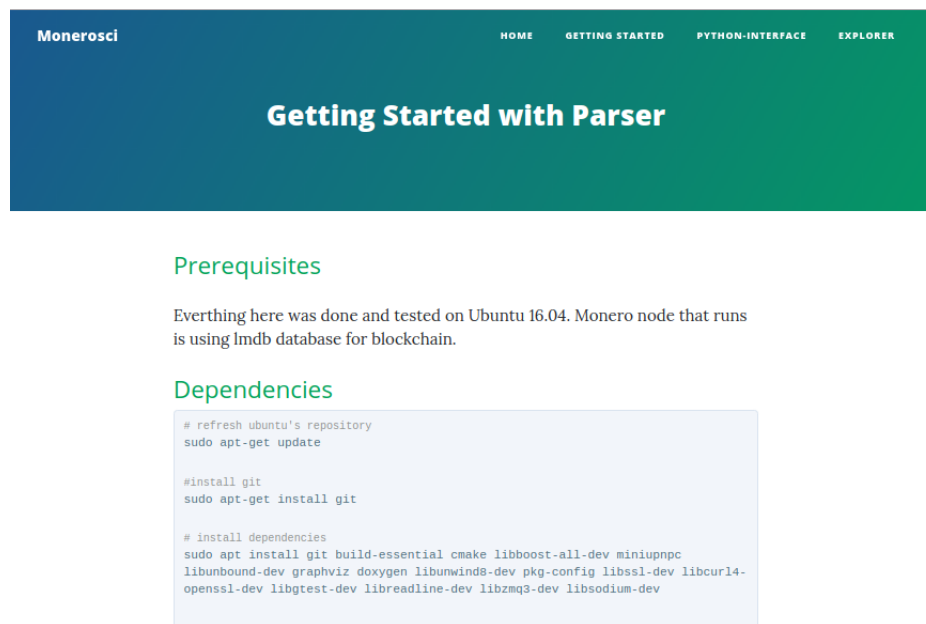 Monerosci
HOME GETTING STARTED PYTHON-INTERFACE EXPLORER
Getting Started with Parser
Prerequisites
Everthing here was done and tested on Ubuntu 16.04. Monero node that runs
is using lmdb database for blockchain.
Dependencies
# refresh ubuntu's repository
sudo apt-get update
#install git
sudo apt-get install git
# install dependencies
sudo apt install git build-essential cmake libboost-all-dev miniupnpc
libunbound-dev graphviz doxygen libunwind8-dev pkg-config libssl-dev libcurl4-
openssl-dev libgtest-dev libreadline-dev libzmq3-dev libsodium-dev